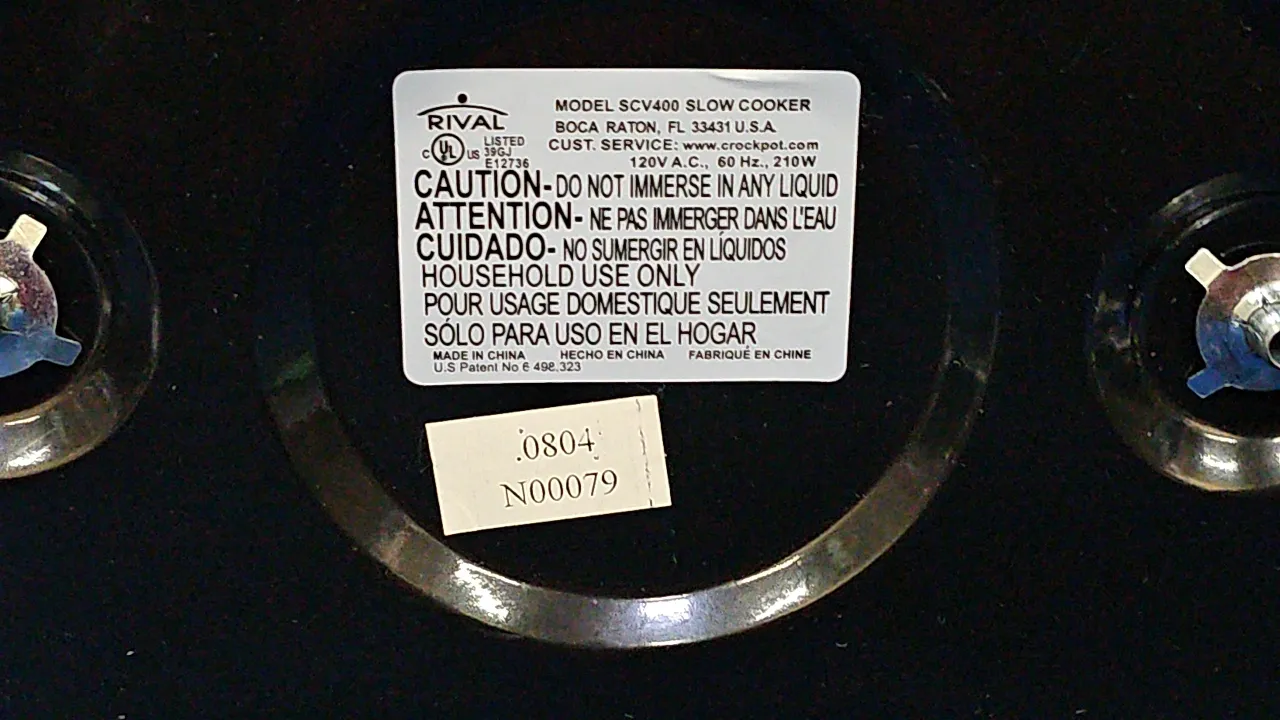 RIVAL
MODEL SCV400 SLOW COOKER
BOCA RATON, FL 33431 U.S.A.
CUST. SERVICE: www.crockpot.com
120V A.C., 60 Hz., 210W
C UL US LISTED
39GJ
E12736
CAUTION- DO NOT IMMERSE IN ANY LIQUID
ATTENTION- NE PAS IMMERGER DANS L'EAU
CUIDADO- NO SUMERGIR EN LÍQUIDOS
HOUSEHOLD USE ONLY
POUR USAGE DOMESTIQUE SEULEMENT
SÓLO PARA USO EN EL HOGAR
MADE IN CHINA HECHO EN CHINA FABRIQUÉ EN CHINE
U.S Patent No 6 498,323
.0804
N00079